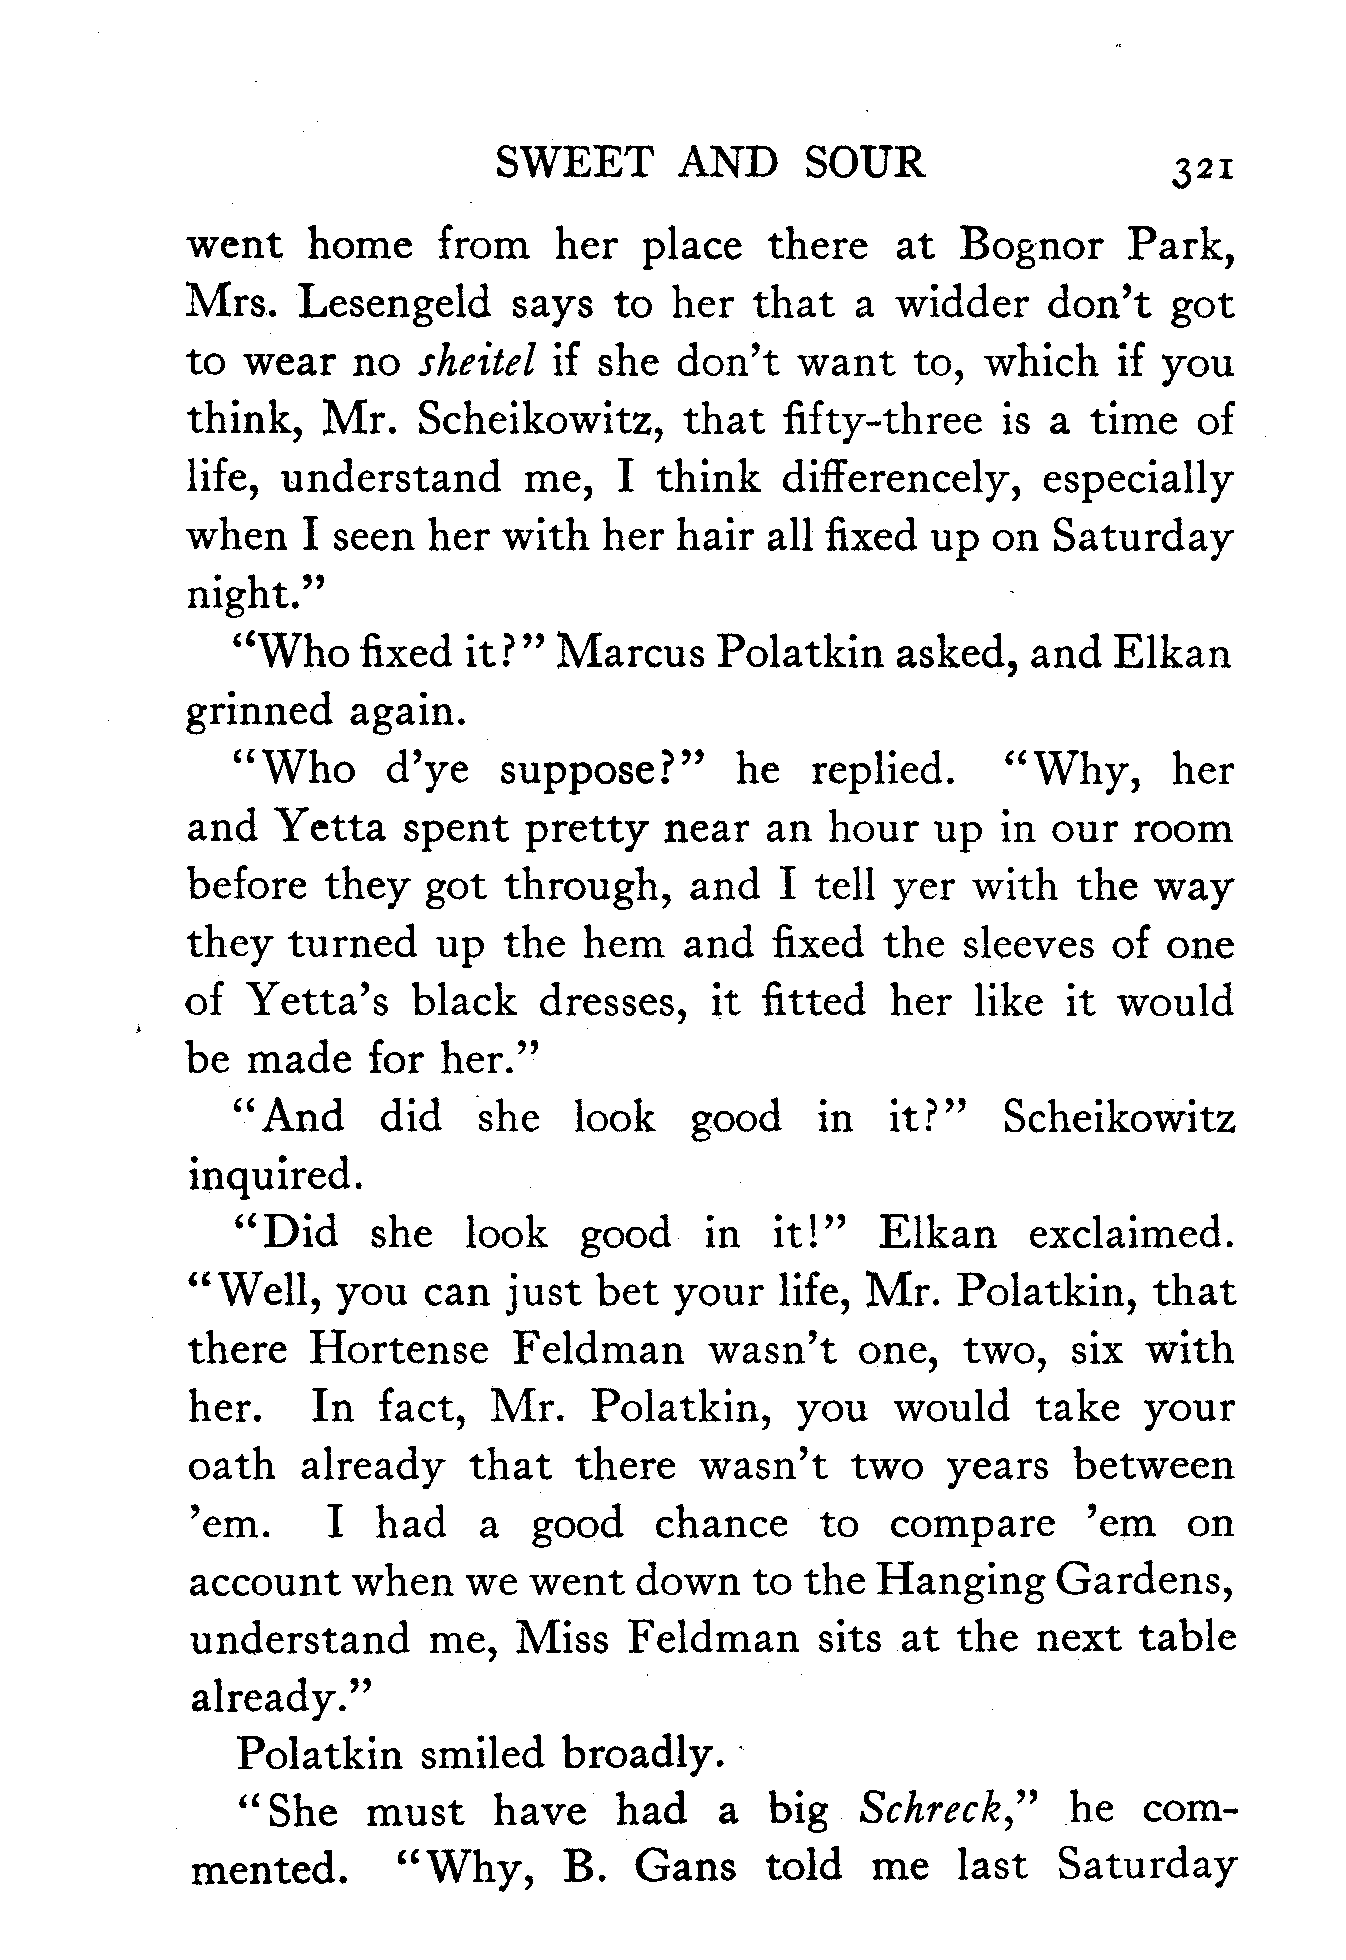 SWEET AND SOUR 321
went home from her place there at Bognor Park,
Mrs. Lesengeld says to her that a widder don't got
to wear no sheitel if she don't want to, which if you
think, Mr. Scheikowitz, that fifty-three is a time of
life, understand me, I think differencely, especially
when I seen her with her hair all fixed up on Saturday
night."
"Who fixed it?" Marcus Polatkin asked, and Elkan
grinned again.
"Who d'ye suppose?" he replied. "Why, her
and Yetta spent pretty near an hour up in our room
before they got through, and I tell yer with the way
they turned up the hem and fixed the sleeves of one
of Yetta's black dresses, it fitted her like it would
be made for her."
"And did she look good in it?" Scheikowitz
inquired.
"Did she look good in it!" Elkan exclaimed.
"Well, you can just bet your life, Mr. Polatkin, that
there Hortense Feldman wasn't one, two, six with
her. In fact, Mr. Polatkin, you would take your
oath already that there wasn't two years between
'em. I had a good chance to compare 'em on
account when we went down to the Hanging Gardens,
understand me, Miss Feldman sits at the next table
already."
Polatkin smiled broadly.
"She must have had a big Schreck," he com-
mented. "Why, B. Gans told me last Saturday